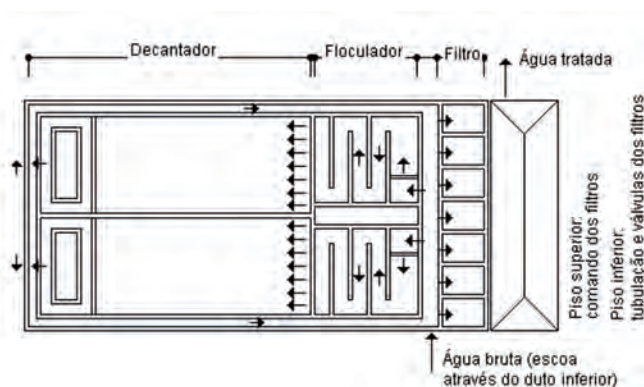 Decantador
Floculador
Filtro
Água tratada
Piso superior:
comando dos filtros
Piso inferior:
tubulação e válvulas dos filtros
Água bruta (escoa
através do duto inferior)